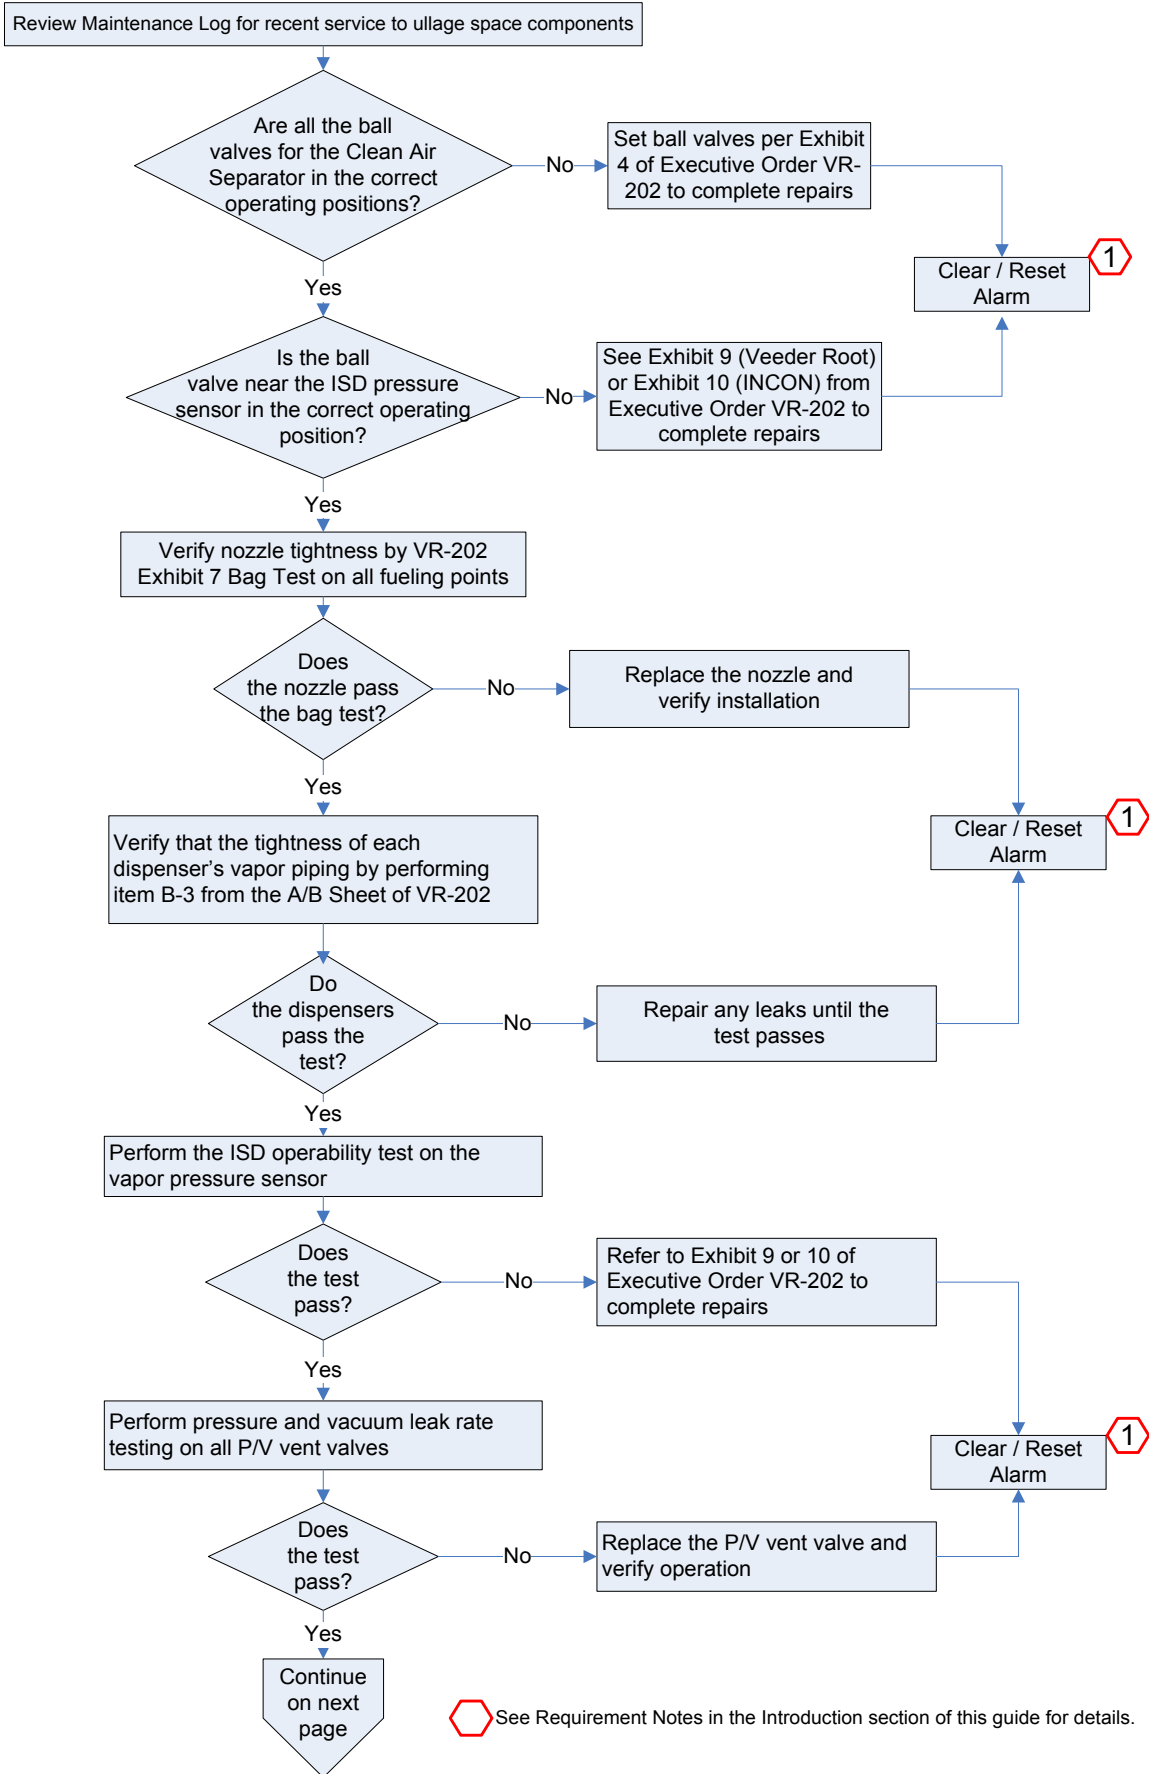 Review Maintenance Log for recent service to ullage space components
Are all the ball
valves for the Clean Air
Separator in the correct
operating positions?
No
Set ball valves per Exhibit
4 of Executive Order VR-
202 to complete repairs
1
Clear / Reset
Alarm
Yes
Is the ball
valve near the ISD pressure
sensor in the correct operating
position?
No
See Exhibit 9 (Veeder Root)
or Exhibit 10 (INCON) from
Executive Order VR-202 to
complete repairs
Yes
Verify nozzle tightness by VR-202
Exhibit 7 Bag Test on all fueling points
Does
the nozzle pass
the bag test?
No
Replace the nozzle and
verify installation
Yes
1
Clear / Reset
Alarm
Verify that the tightness of each
dispenser’s vapor piping by performing
item B-3 from the A/B Sheet of VR-202
Do
the dispensers
pass the
test?
No
Repair any leaks until the
test passes
Yes
Perform the ISD operability test on the
vapor pressure sensor
Does
the test
pass?
No
Refer to Exhibit 9 or 10 of
Executive Order VR-202 to
complete repairs
Yes
Perform pressure and vacuum leak rate
testing on all P/V vent valves
1
Clear / Reset
Alarm
Does
the test
pass?
No
Replace the P/V vent valve and
verify operation
Yes
Continue
on next
page
See Requirement Notes in the Introduction section of this guide for details.